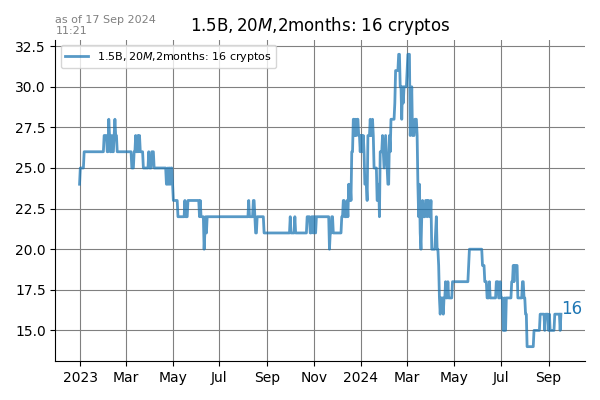 as of 17 Sep 2024
11:21
1.5B, 20M,2months: 16 cryptos
1.5B, 20M,2months: 16 cryptos
32.5
30.0
27.5
25.0
22.5
20.0
17.5
15.0
16
2023 Mar May Jul Sep Nov 2024 Mar May Jul Sep